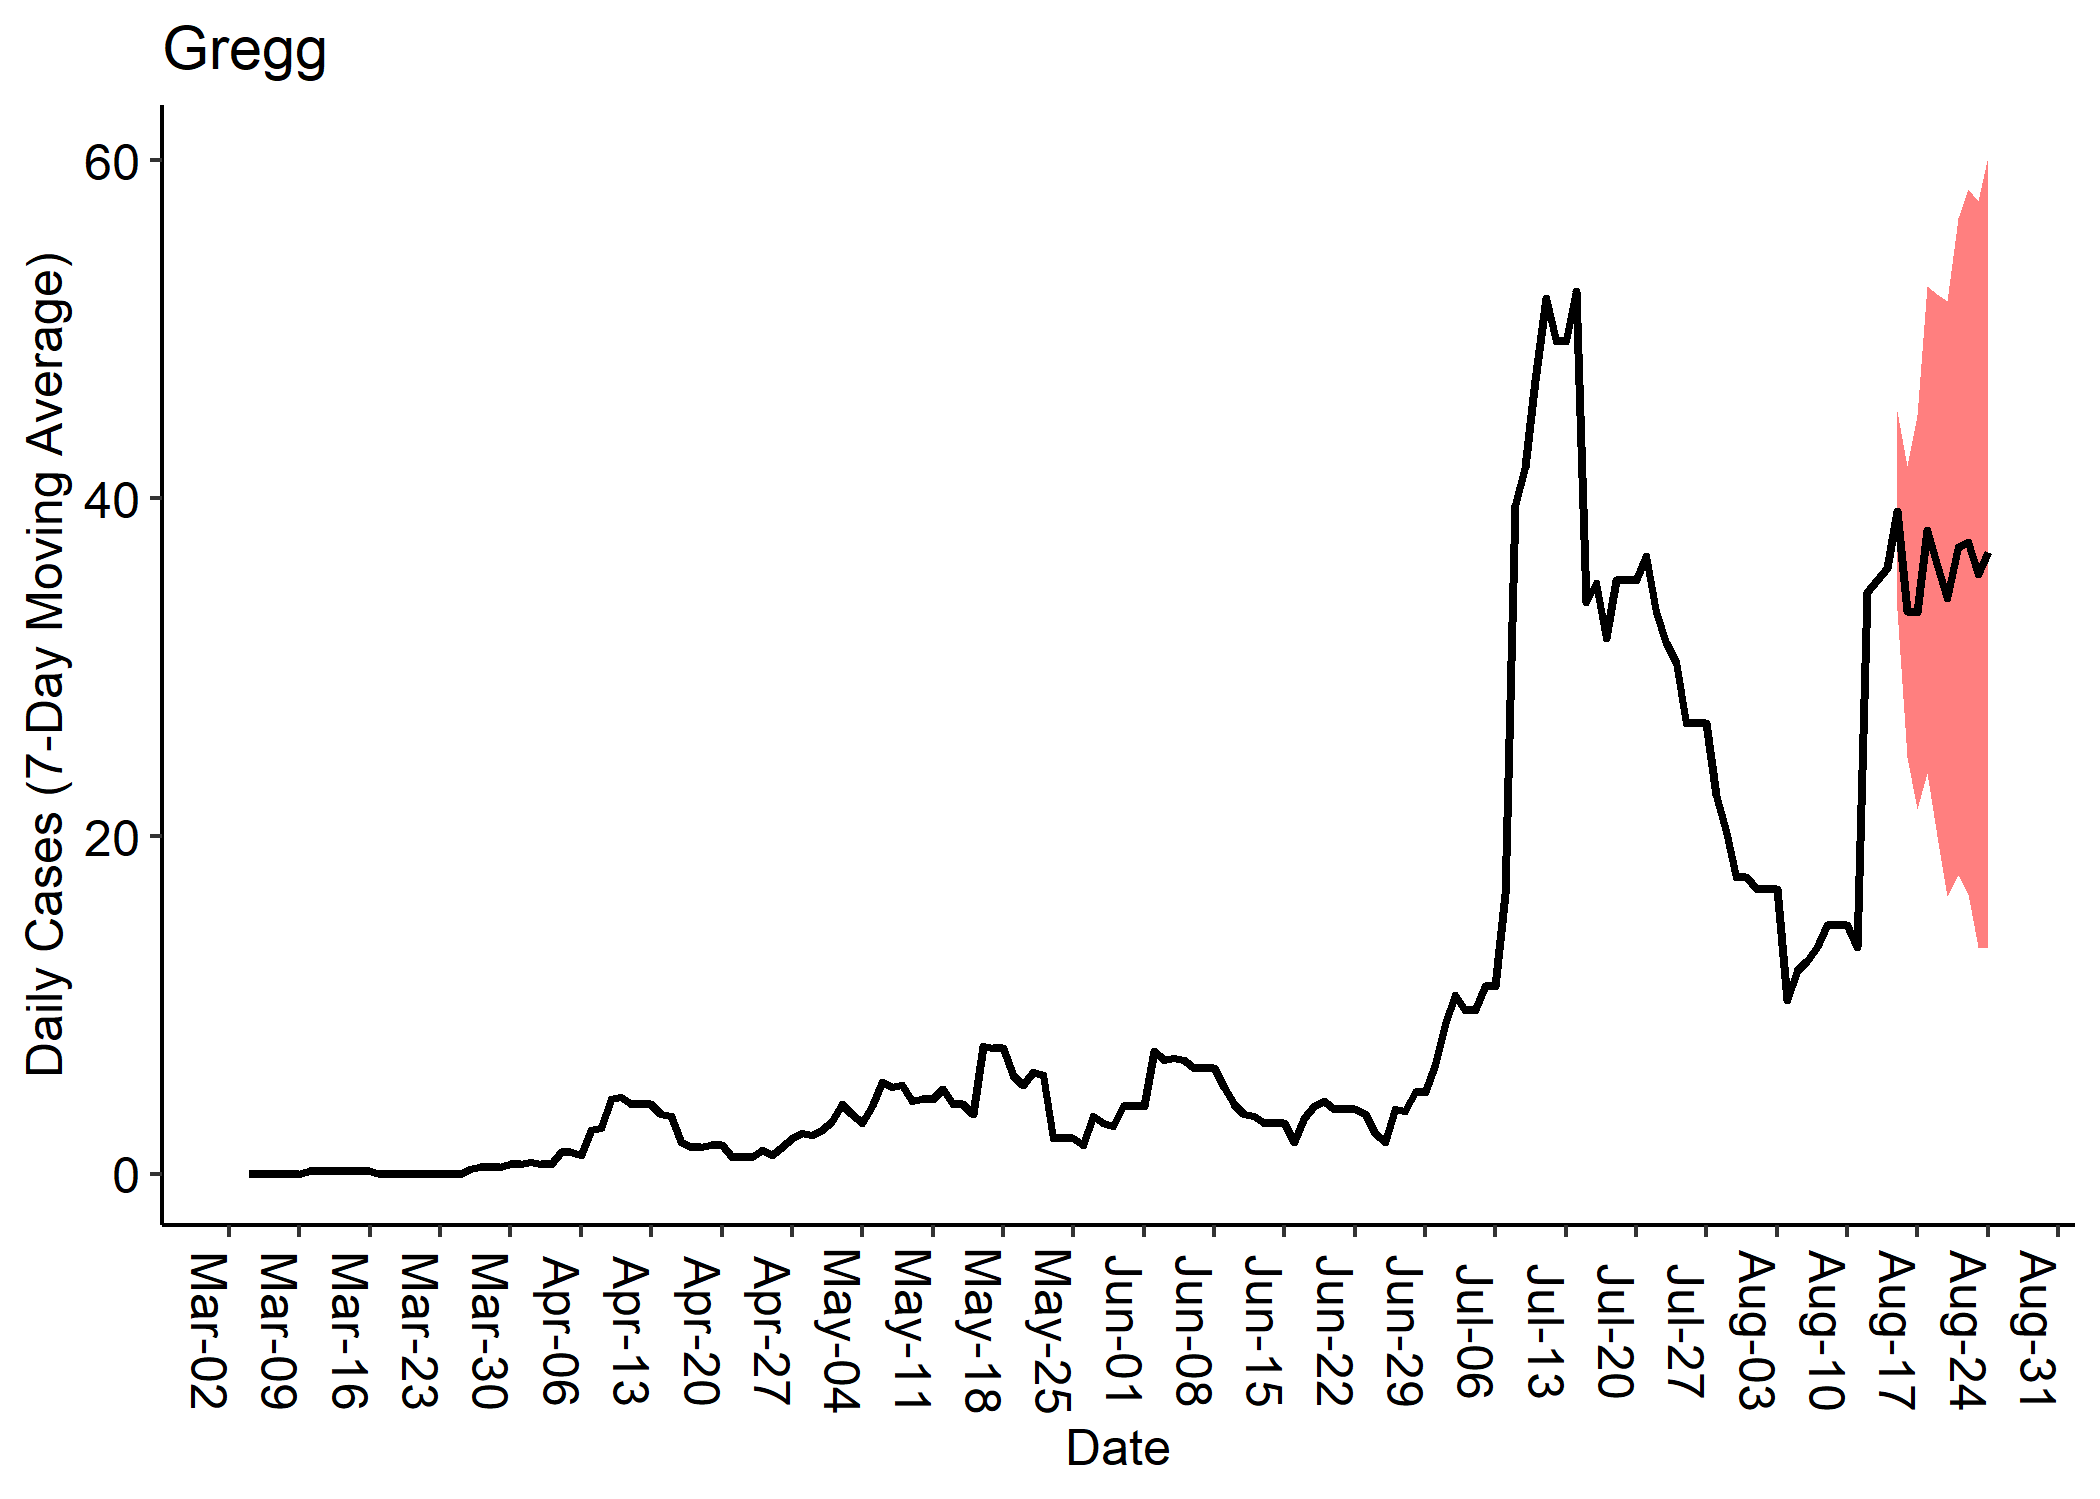 Gregg
Daily Cases (7-Day Moving Average)
60
40
20
0
Mar-02
Mar-09
Mar-16
Mar-23
Mar-30
Apr-06
Apr-13
Apr-20
Apr-27
May-04
May-11
May-18
May-25
Jun-01
Jun-08
Jun-15
Jun-22
Jun-29
Jul-06
Jul-13
Jul-20
Jul-27
Aug-03
Aug-10
Aug-17
Aug-24
Aug-31
Date